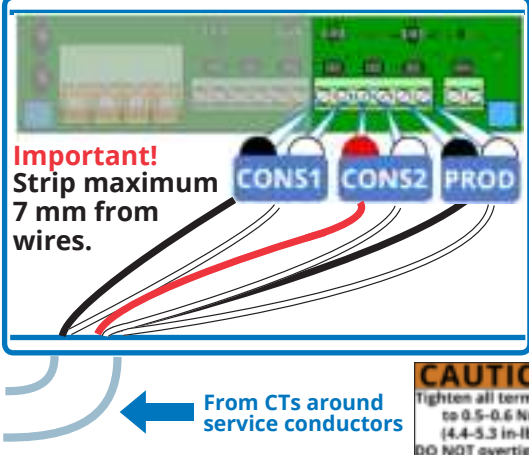 Important!
Strip maximum
7 mm from
wires.
CONS1 CONS2 PROD
From CTs around
service conductors
CAUTIO
Tighten all term
to 0.5-0.6 N
(4.4-5.3 in-lb
DO NOT overtig